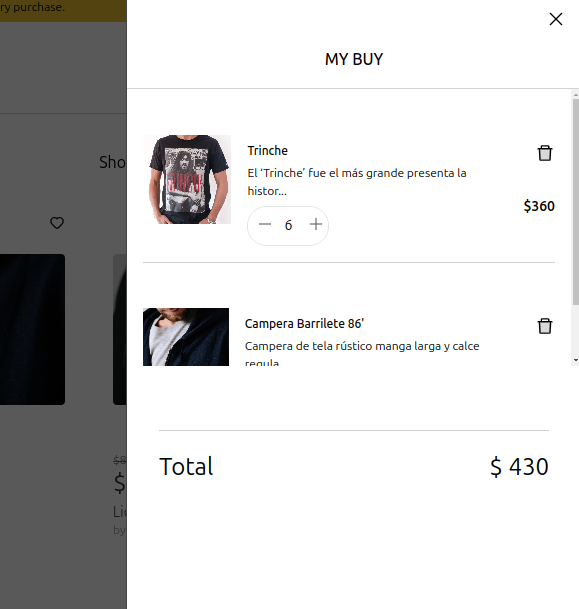 ry purchase.
MY BUY
Sho
Trinche
El ‘Trinche’ fue el más grande presenta la
histor...
$360
6
Campera Barrilete 86'
Campera de tela rústico manga larga y calce
regula
$8
$
Total
$ 430
by